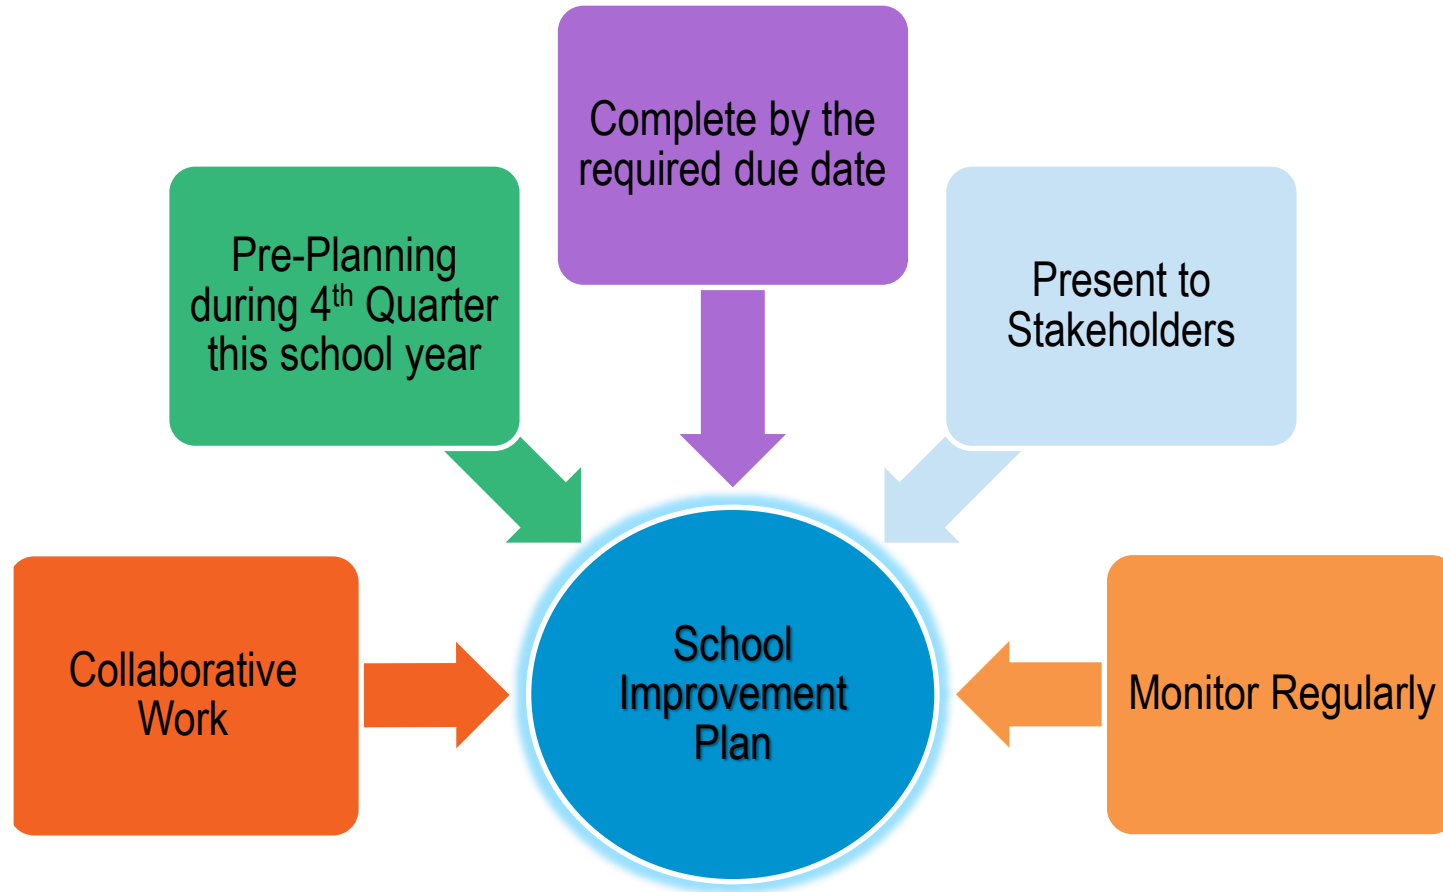 Complete by the
required due date
Pre-Planning
during 4th Quarter
this school year
Present to
Stakeholders
Collaborative
Work
School
Improvement
Plan
Monitor Regularly